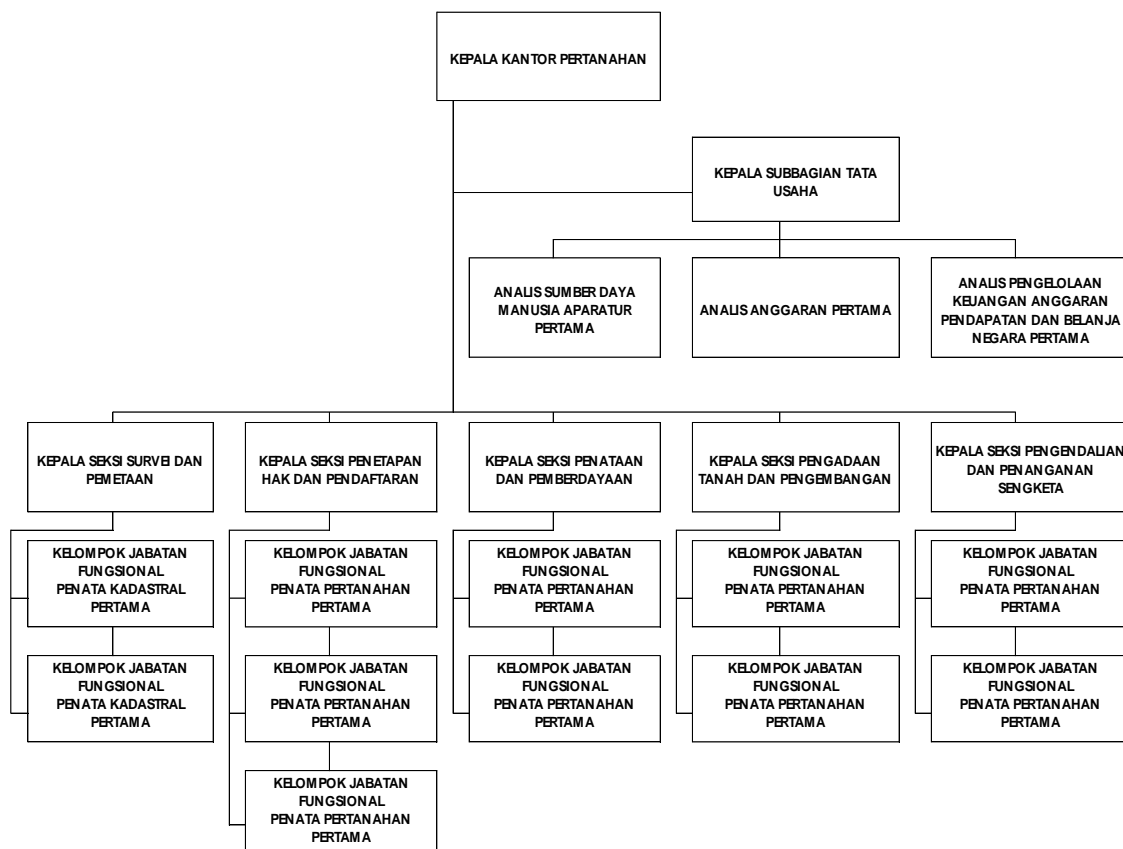 KEPALA KANTOR PERTANAHAN
KEPALA SUBBAGIAN TATA
USAHA
ANALIS SUMBER DAYA
MANUSIA APARATUR
PERTAMA
ANALIS ANGGARAN PERTAMA
ANALIS PENGELOLAAN
KEUANGAN ANGGARAN
PENDAPATAN DAN BELANJA
NEGARA PERTAMA
KEPALA SEKSI SURVEI DAN
PEMETAAN
KEPALA SEKSI PENETAPAN
HAK DAN PENDAFTARAN
KEPALA SEKSI PENATAAN
DAN PEMBERDAYAAN
KEPALA SEKSI PENGADAAN
TANAH DAN PENGEMBANGAN
KEPALA SEKSI PENGENDALIAN
DAN PENANGANAN
SENGKETA
KELOMPOK JABATAN
FUNGSIONAL
PENATA KADASTRAL
PERTAMA
KELOMPOK JABATAN
FUNGSIONAL
PENATA PERTANAHAN
PERTAMA
KELOMPOK JABATAN
FUNGSIONAL
PENATA PERTANAHAN
PERTAMA
KELOMPOK JABATAN
FUNGSIONAL
PENATA PERTANAHAN
PERTAMA
KELOMPOK JABATAN
FUNGSIONAL
PENATA PERTANAHAN
PERTAMA
KELOMPOK JABATAN
FUNGSIONAL
PENATA KADASTRAL
PERTAMA
KELOMPOK JABATAN
FUNGSIONAL
PENATA PERTANAHAN
PERTAMA
KELOMPOK JABATAN
FUNGSIONAL
PENATA PERTANAHAN
PERTAMA
KELOMPOK JABATAN
FUNGSIONAL
PENATA PERTANAHAN
PERTAMA
KELOMPOK JABATAN
FUNGSIONAL
PENATA PERTANAHAN
PERTAMA
KELOMPOK JABATAN
FUNGSIONAL
PENATA PERTANAHAN
PERTAMA